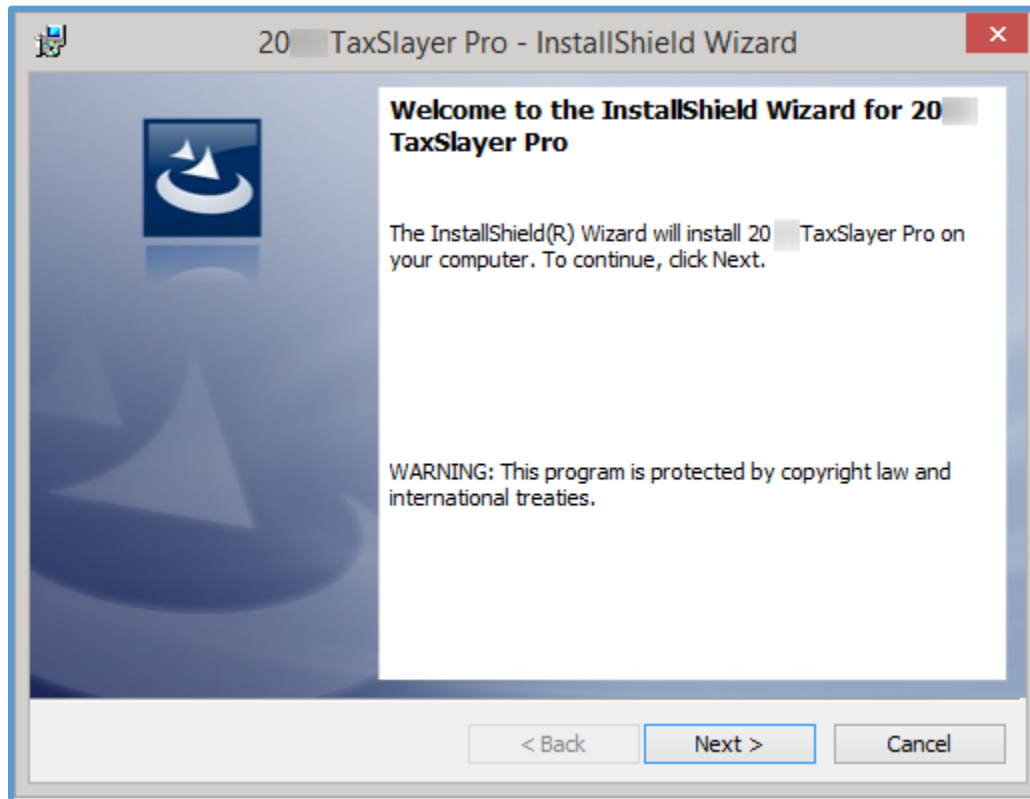 20 TaxSlayer Pro - InstallShield Wizard
Welcome to the InstallShield Wizard for 20
TaxSlayer Pro
The InstallShield(R) Wizard will install 20 TaxSlayer Pro on
your computer. To continue, click Next.
WARNING: This program is protected by copyright law and
international treaties.
< Back Next > Cancel